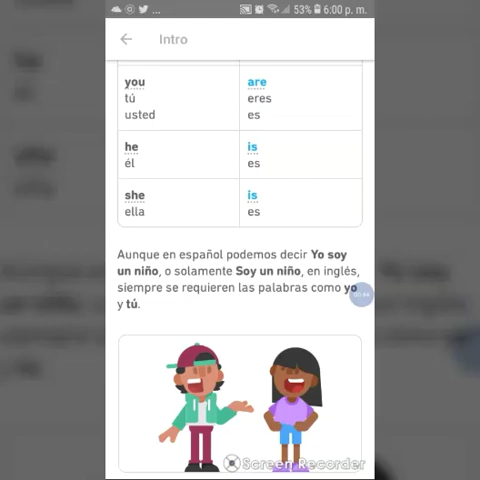 ... 53% 6:00 p. m.
Intro
you are
tú eres
usted es
he is
él es
she is
ella es
Aunque en español podemos decir Yo soy
un niño, o solamente Soy un niño, en inglés,
siempre se requieren las palabras como yo
y tú.
00:44
Screen Recorder